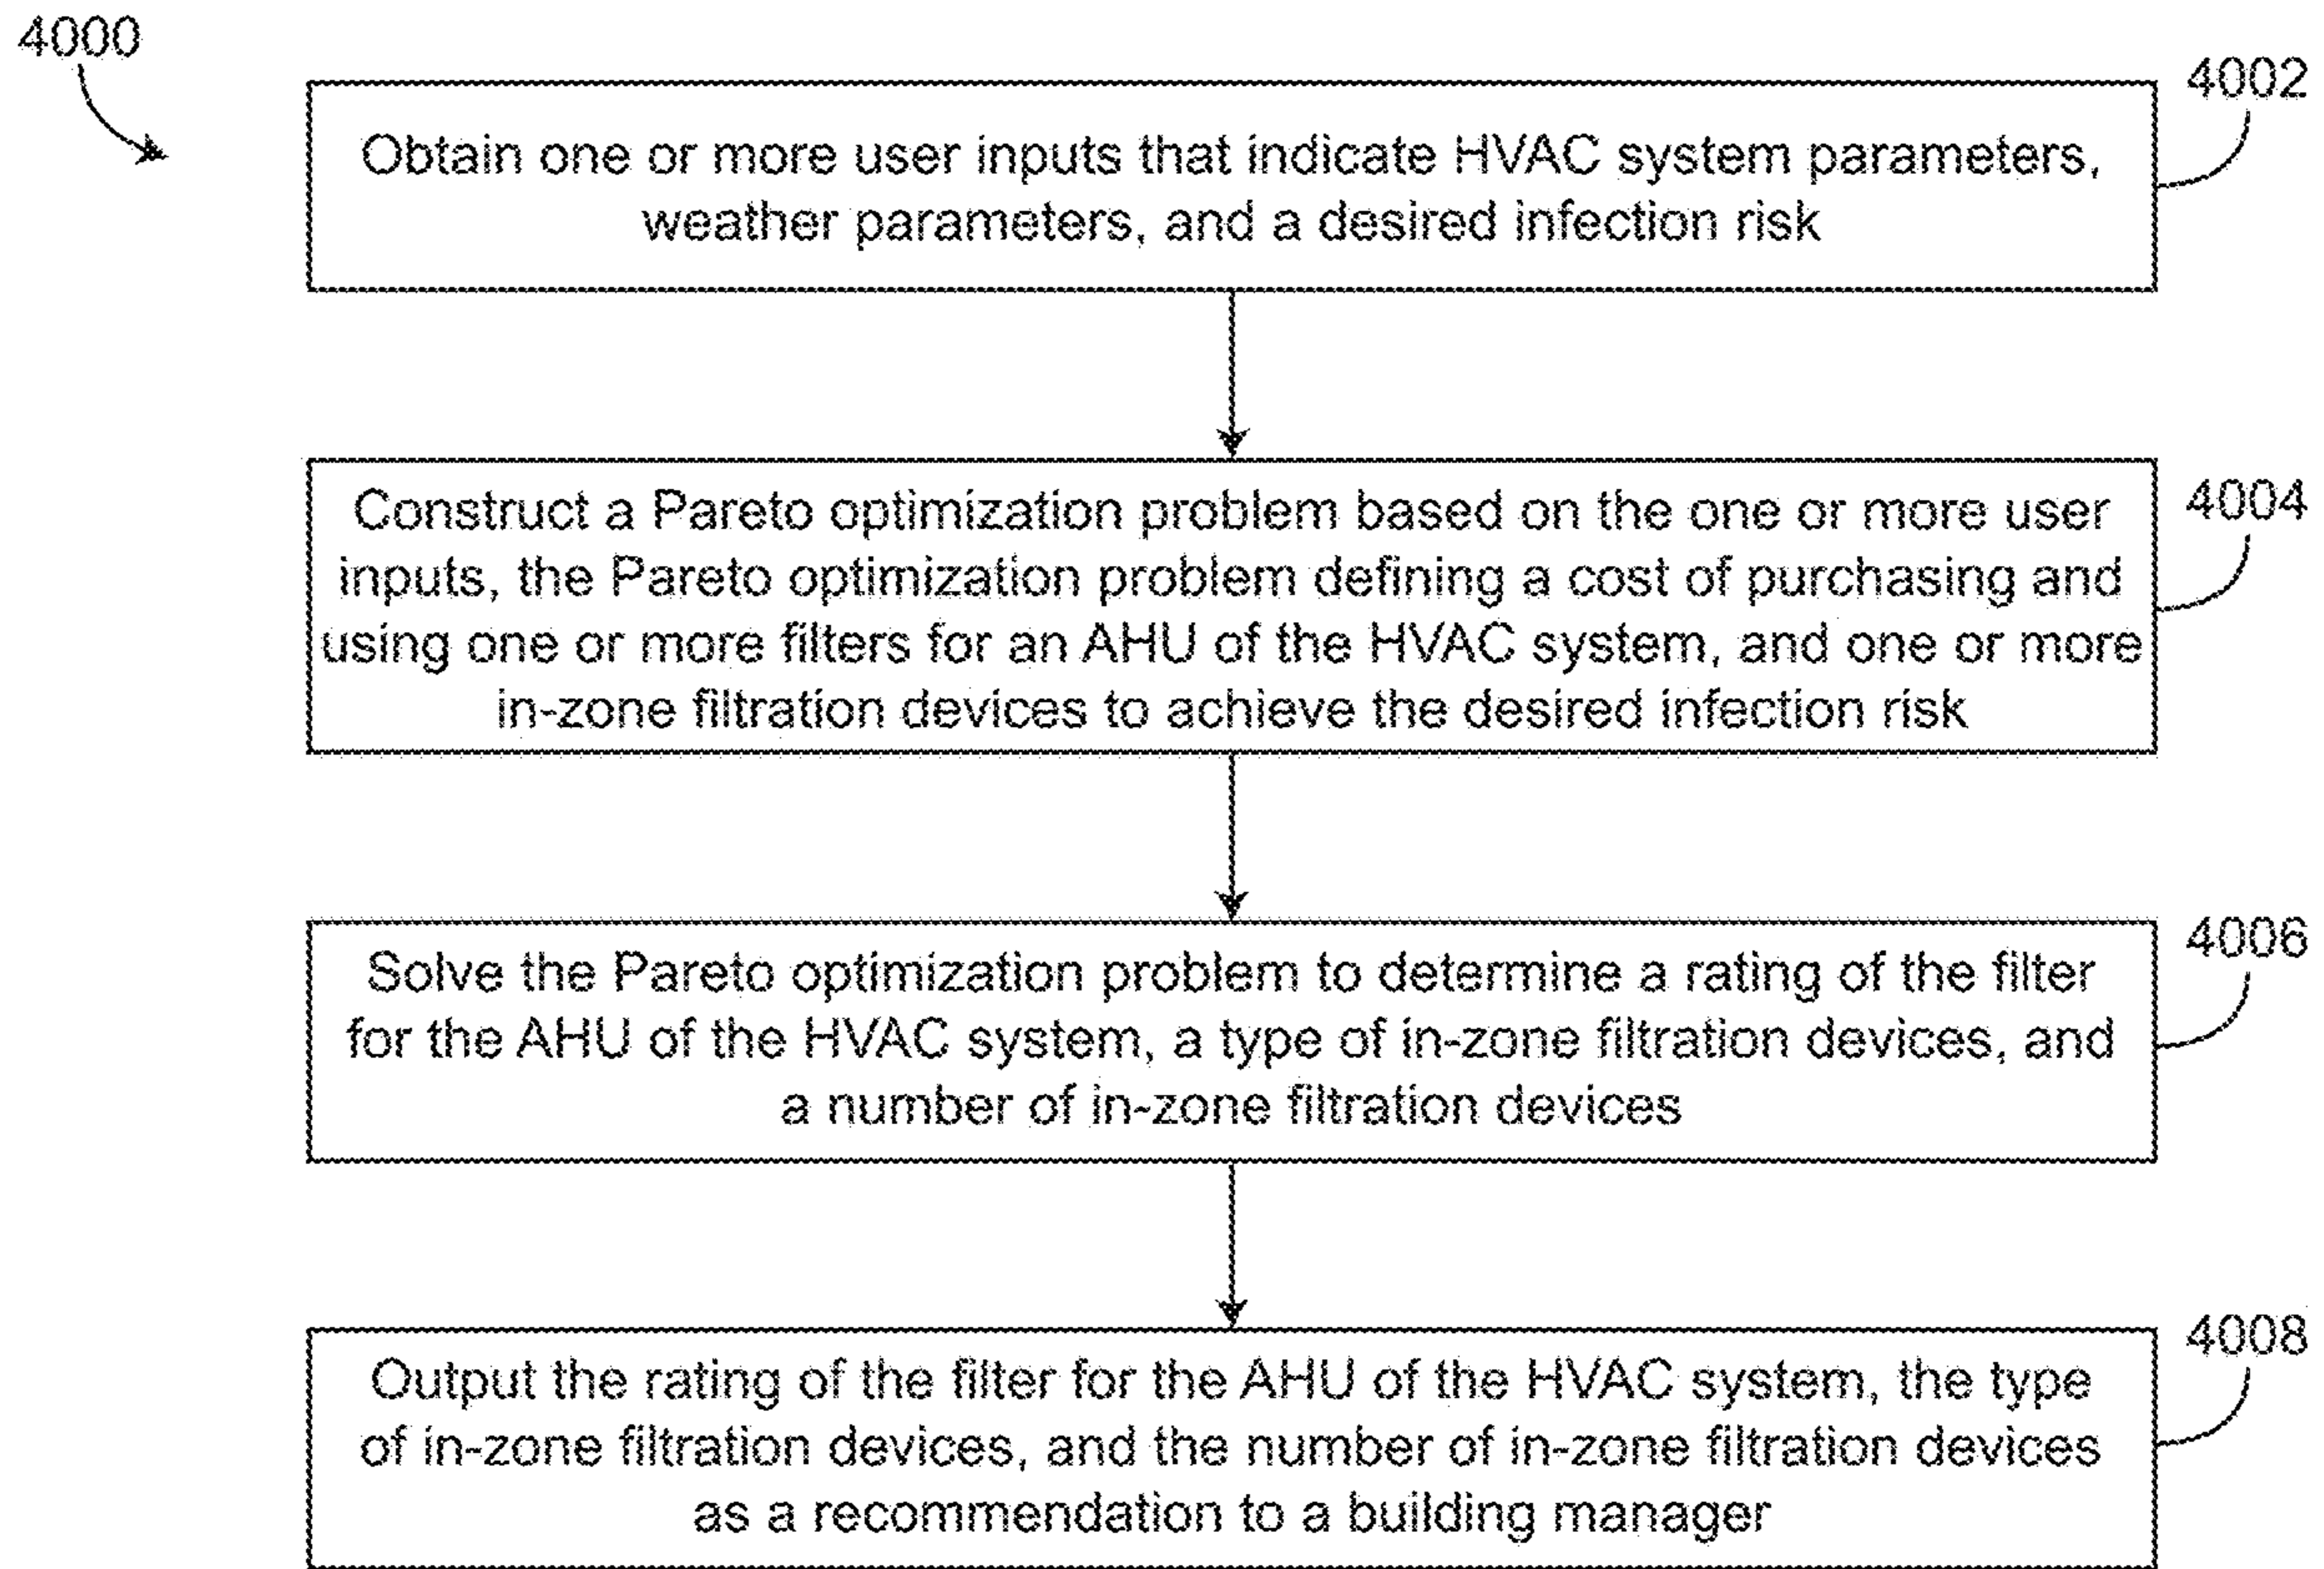 4000
4002
Obtain one or more user inputs that indicate HVAC system parameters,
weather parameters, and a desired infection risk
4004
Construct a Pareto optimization problem based on the one or more user
inputs, the Pareto optimization problem defining a cost of purchasing and
using one or more filters for an AHU of the HVAC system, and one or more
in-zone filtration devices to achieve the desired infection risk
4006
Solve the Pareto optimization problem to determine a rating of the filter
for the AHU of the HVAC system, a type of in-zone filtration devices, and
a number of in-zone filtration devices
4008
Output the rating of the filter for the AHU of the HVAC system, the type
of in-zone filtration devices, and the number of in-zone filtration devices
as a recommendation to a building manager